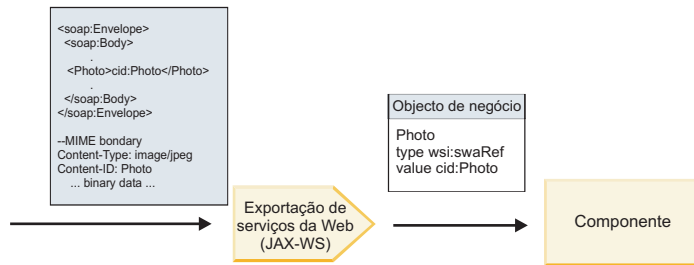 <soap:Envelope>
<soap:Body>
.
<Photo>cid:Photo</Photo>
.
</soap:Body>
</soap:Envelope>
--MIME bondary
Content-Type: image/jpeg
Content-ID: Photo
... binary data ...
Exportação de
serviços da Web
(JAX-WS)
Objecto de negócio
Photo
type wsi:swaRef
value cid:Photo
Componente